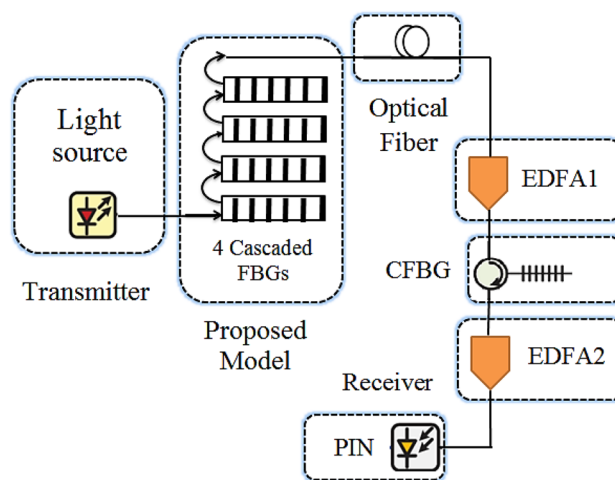 Light
source
Transmitter
4 Cascaded
FBGs
Proposed
Model
Optical
Fiber
EDFA1
CFBG
EDFA2
Receiver
PIN